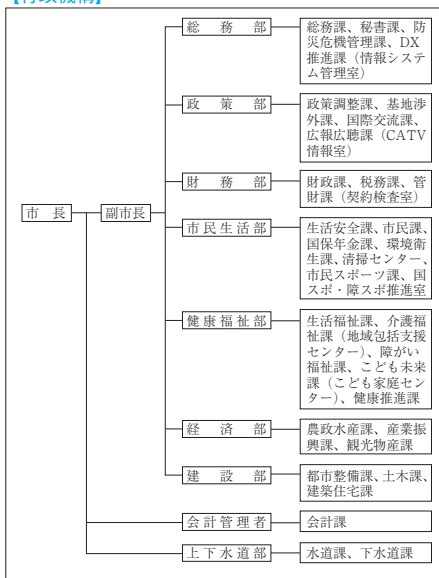 【行政機構】
総務部
総務課、秘書課、防
災危機管理課、DX
推進課（情報システ
ム管理室）
政策部
政策調整課、基地渉
外課、国際交流課、
広報広聴課（CATV
情報室）
財務部
財政課、税務課、管
財課（契約検査室）
市長
副市長
市民生活部
生活安全課、市民課、
国保年金課、環境衛
生課、清掃センター、
市民スポーツ課、国
スポ・障スポ推進室
健康福祉部
生活福祉課、介護福
祉課（地域包括支援
センター）、障がい
福祉課、こども未来
課（こども家庭セン
ター）、健康推進課
経済部
農政水産課、産業振
興課、観光物産課
建設部
都市整備課、土木課、
建築住宅課
会計管理者
会計課
上下水道部
水道課、下水道課